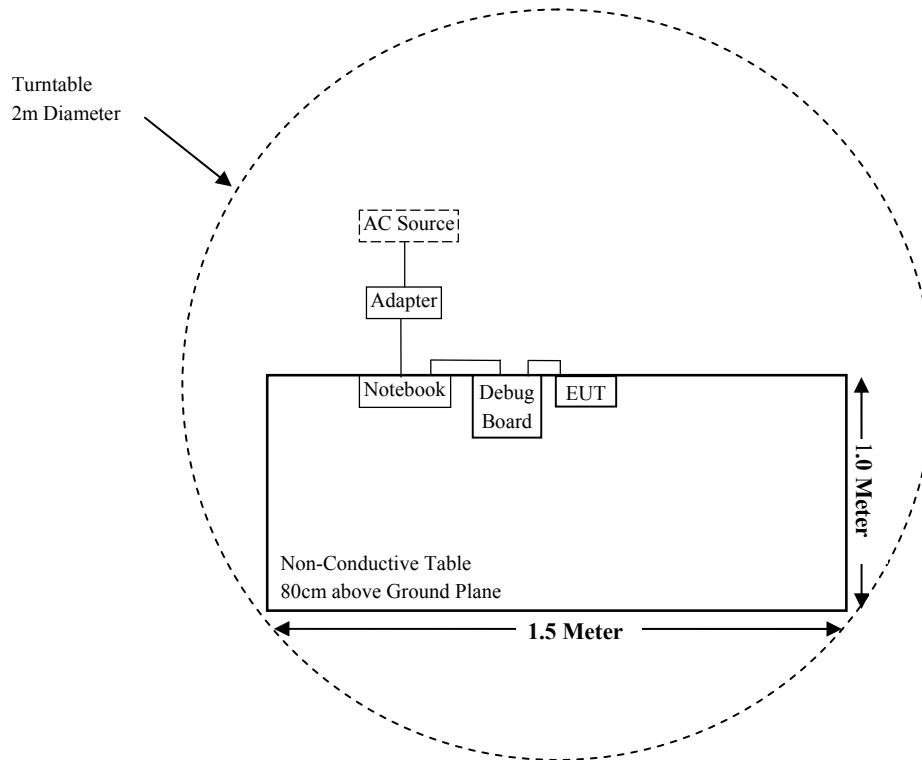 Turntable
2m Diameter
AC Source
Adapter
Notebook
Debug
Board
EUT
1.0 Meter
Non-Conductive Table
80cm above Ground Plane
1.5 Meter